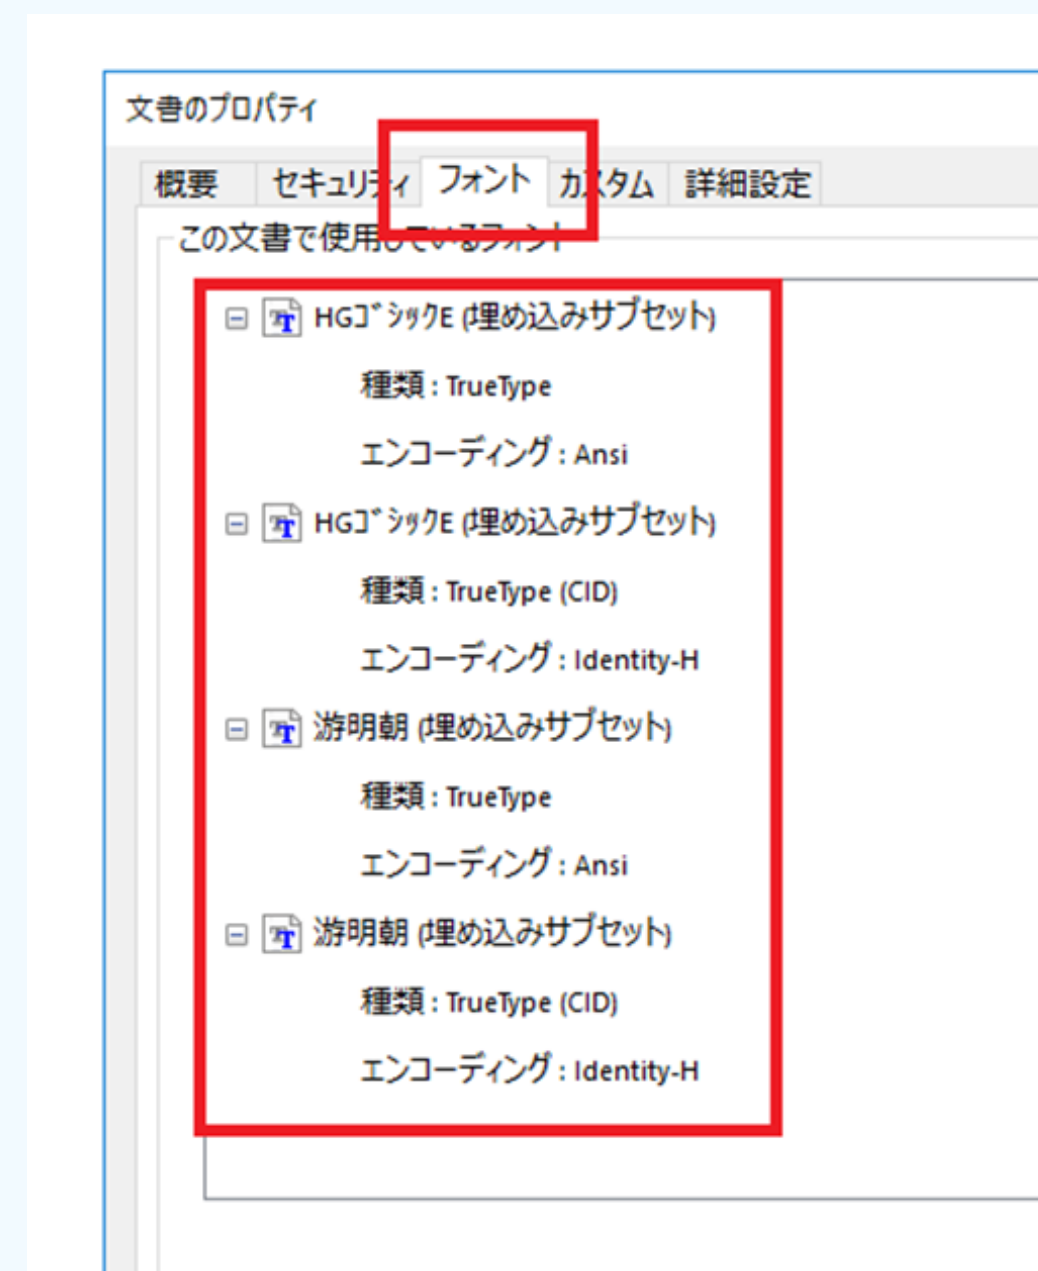 文書のプロパティ
概要 セキュリティ フォント カスタム 詳細設定
この文書で使用しているフォント
HGｺﾞｼｯｸE (埋め込みサブセット)
種類 : TrueType
エンコーディング : Ansi
HGｺﾞｼｯｸE (埋め込みサブセット)
種類 : TrueType (CID)
エンコーディング : Identity-H
游明朝 (埋め込みサブセット)
種類 : TrueType
エンコーディング : Ansi
游明朝 (埋め込みサブセット)
種類 : TrueType (CID)
エンコーディング : Identity-H